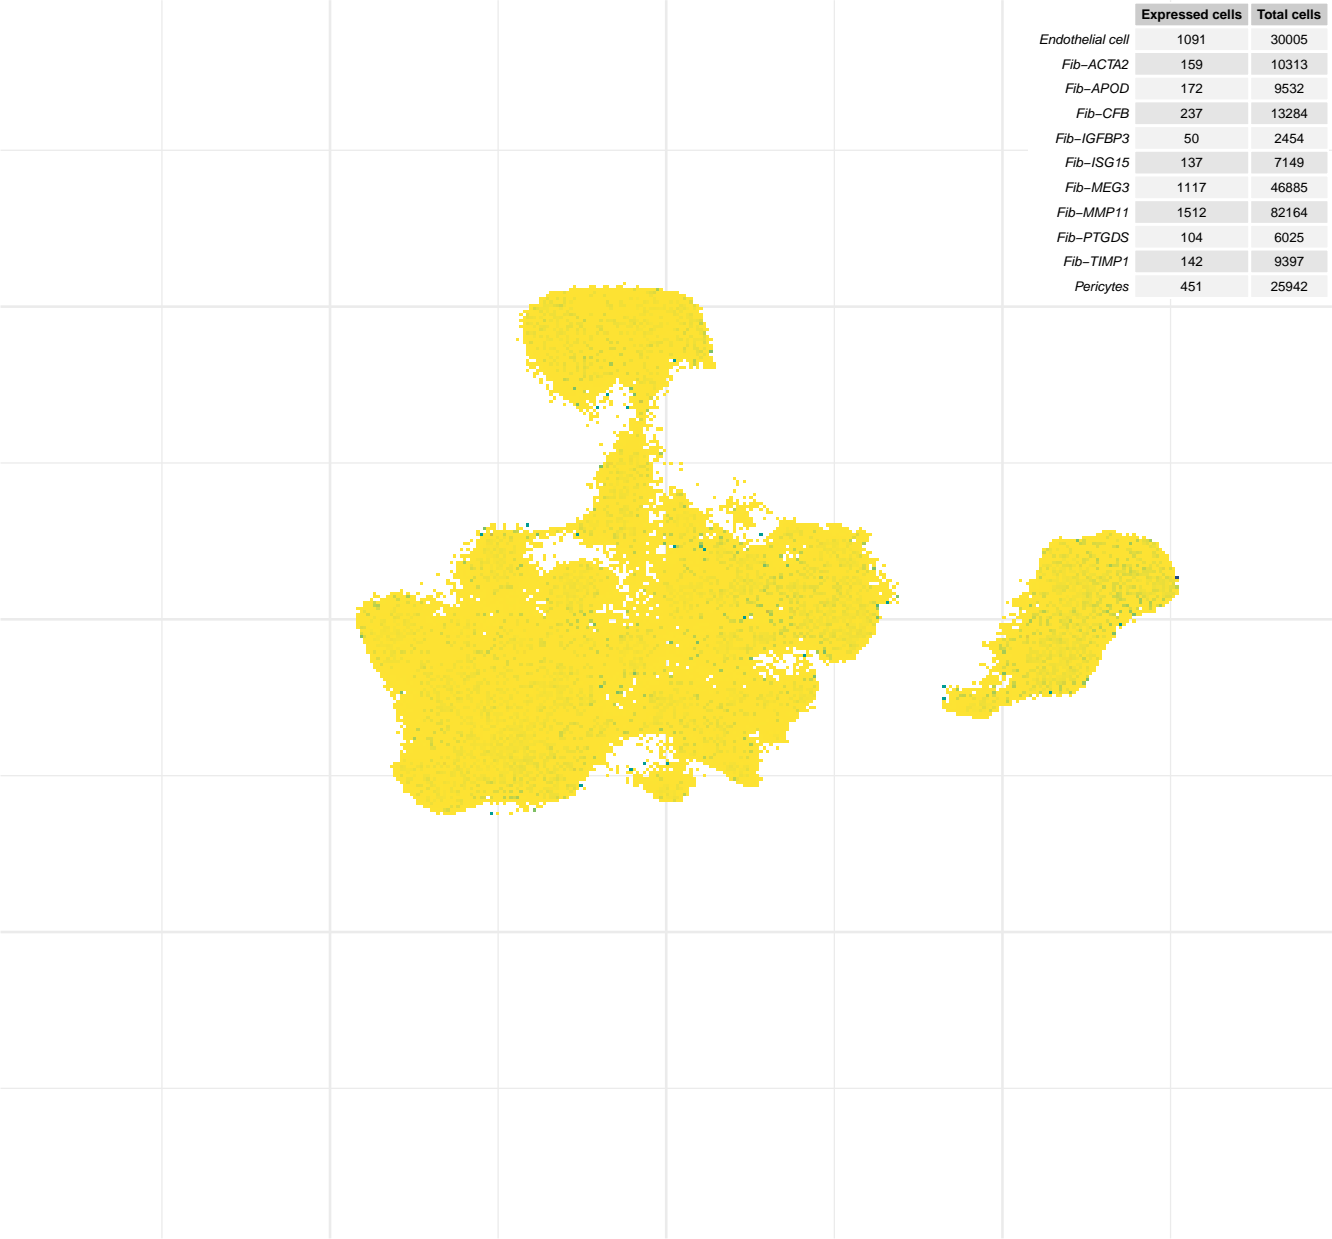 Expressed cells Total cells
Endothelial cell 1091 30005
Fib−ACTA2 159 10313
Fib−APOD 172 9532
Fib−CFB 237 13284
Fib−IGFBP3 50 2454
Fib−ISG15 137 7149
Fib−MEG3 1117 46885
Fib−MMP11 1512 82164
Fib−PTGDS 104 6025
Fib−TIMP1 142 9397
Pericytes 451 25942